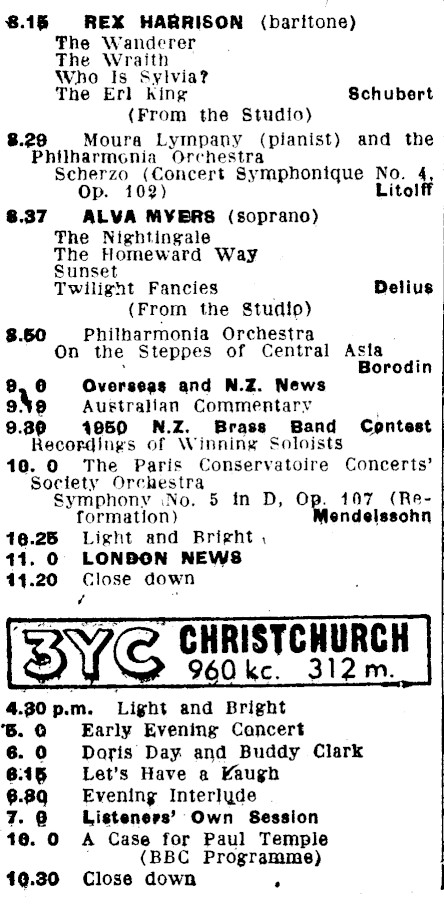 8.15 REX HARRISON (baritone)
The Wanderer
The Wraith
Who Is Sylvia?
The Erl King Schubert
(From the Studio)
8.29 Moura Lympany (pianist) and the
Philharmonia Orchestra
Scherzo (Concert Symphonique No. 4,
Op. 102) Litolff
8.37 ALVA MYERS (soprano)
The Nightingale
The Homeward Way
Sunset
Twilight Fancies Delius
(From the Studio)
8.50 Philharmonia Orchestra
On the Steppes of Central Asia
Borodin
9. 0 Overseas and N.Z. News
9.19 Australian Commentary
9.30 1950 N.Z. Brass Band Contest
Recordings of Winning Soloists
10. 0 The Paris Conservatoire Concerts'
Society Orchestra
Symphony No. 5 in D, Op. 107 (Re-
formation) Mendelssohn
10.25 Light and Bright
11. 0 LONDON NEWS
11.20 Close down
3YC CHRISTCHURCH
960 kc. 312 m.
4.30 p.m. Light and Bright
5. 0 Early Evening Concert
6. 0 Doris Day and Buddy Clark
6.15 Let's Have a Laugh
6.30 Evening Interlude
7. 0 Listeners' Own Session
10. 0 A Case for Paul Temple
(BBC Programme)
10.30 Close down